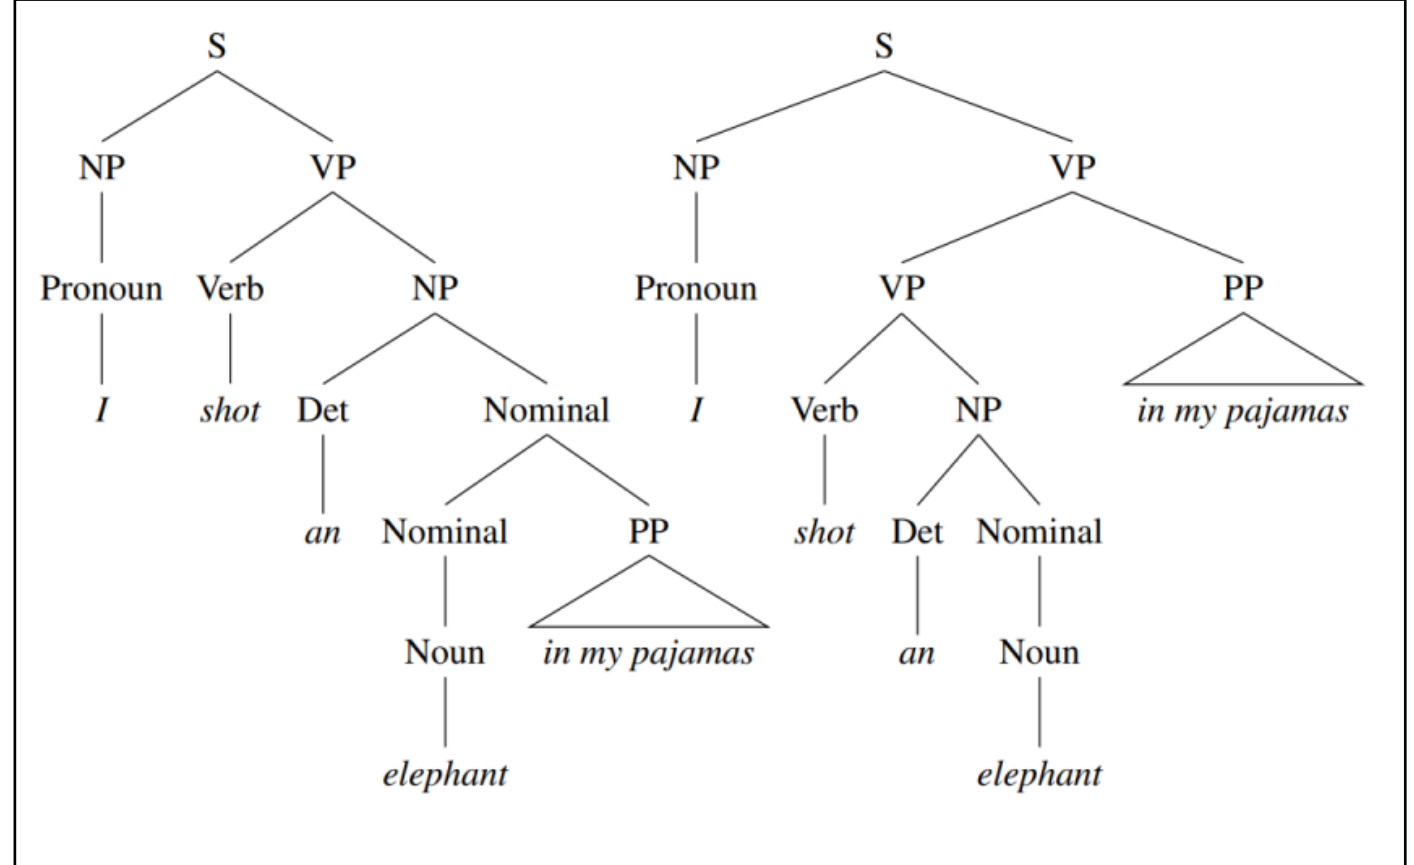 S S
NP VP NP VP
Pronoun Verb NP Pronoun VP PP
I shot Det Nominal I Verb NP in my pajamas
an Nominal PP shot Det Nominal
Noun in my pajamas an Noun
elephant elephant